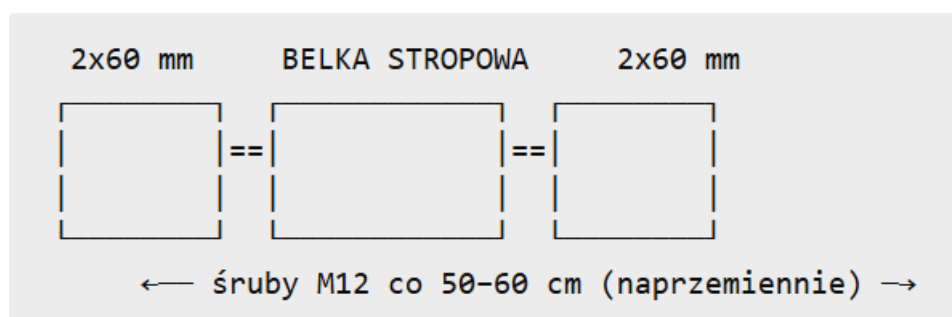 2x60 mm BELKA STROPOWA 2x60 mm
== ==
←── śruby M12 co 50–60 cm (naprzemiennie) ─→